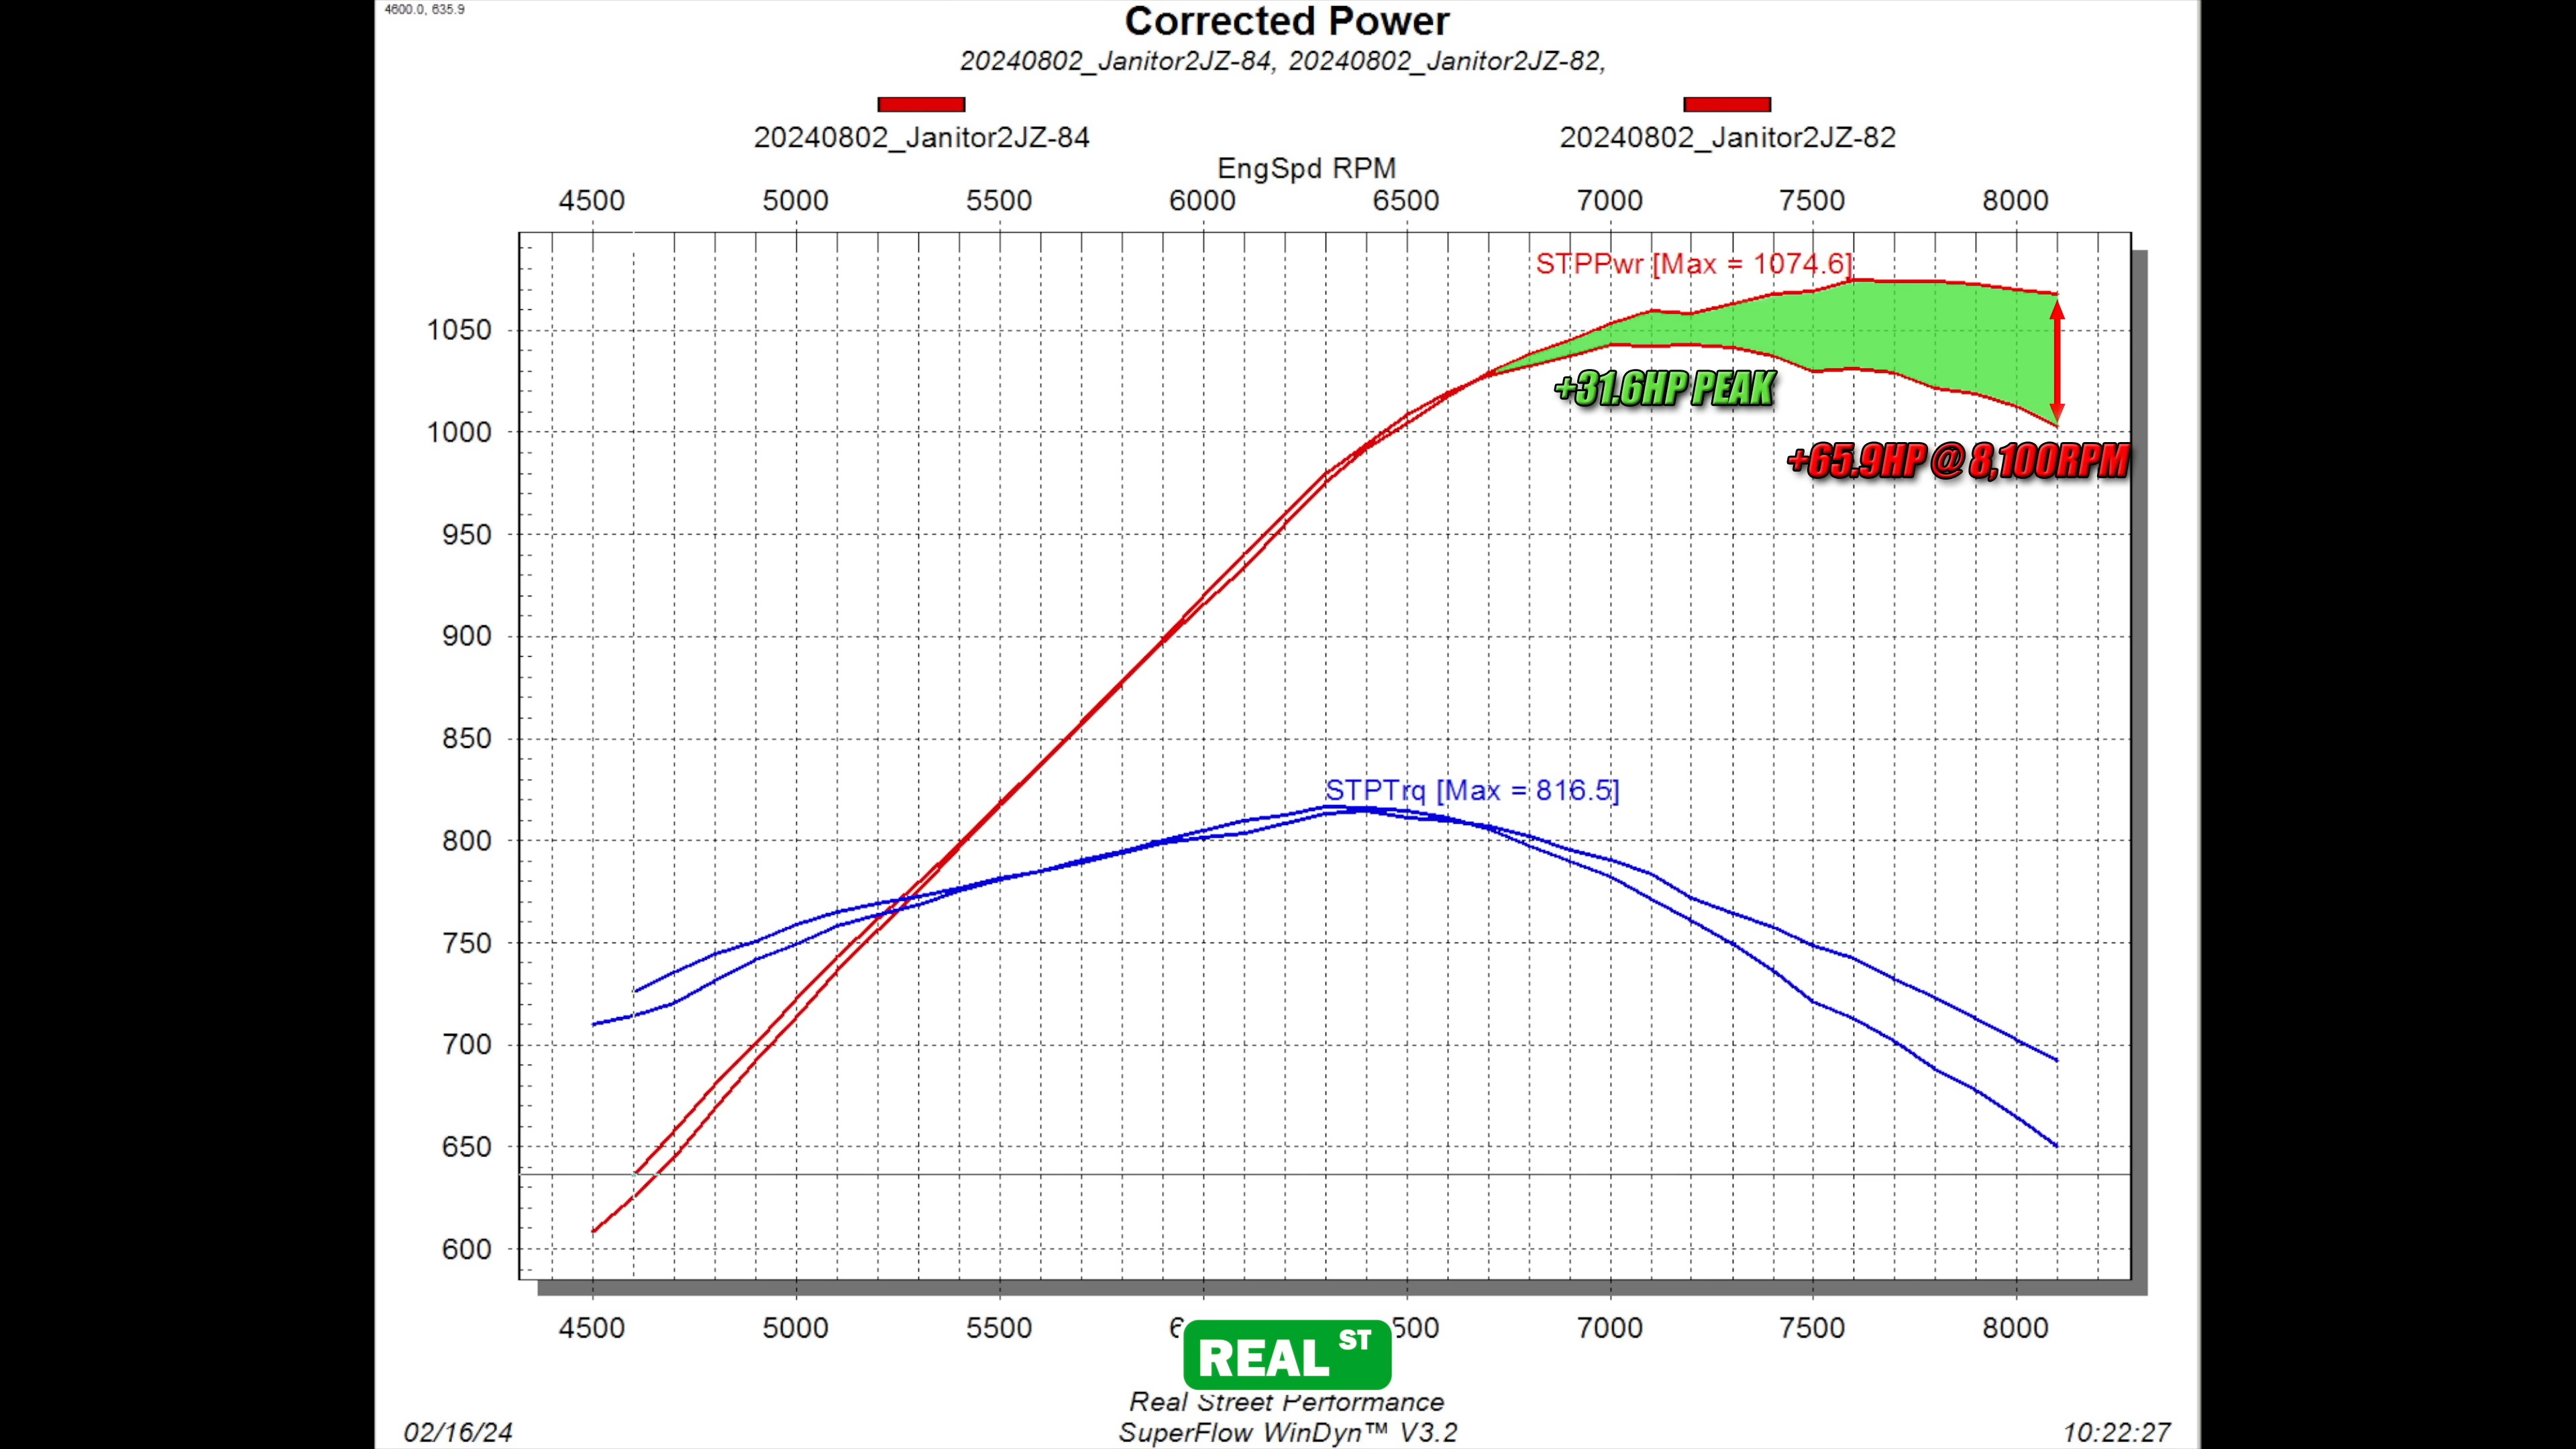 4600.0, 635.9
Corrected Power
20240802_Janitor2JZ-84, 20240802_Janitor2JZ-82,
20240802_Janitor2JZ-84 20240802_Janitor2JZ-82
EngSpd RPM
4500 5000 5500 6000 6500 7000 7500 8000
STPPwr [Max = 1074.6]
1050
+31.6HP PEAK
1000
+65.9HP @ 8,100RPM
950
900
850
STPTrq [Max = 816.5]
800
750
700
650
600
4500 5000 5500 6 500 7000 7500 8000
REAL ST
Real Street Performance
02/16/24 SuperFlow WinDyn™ V3.2 10:22:27